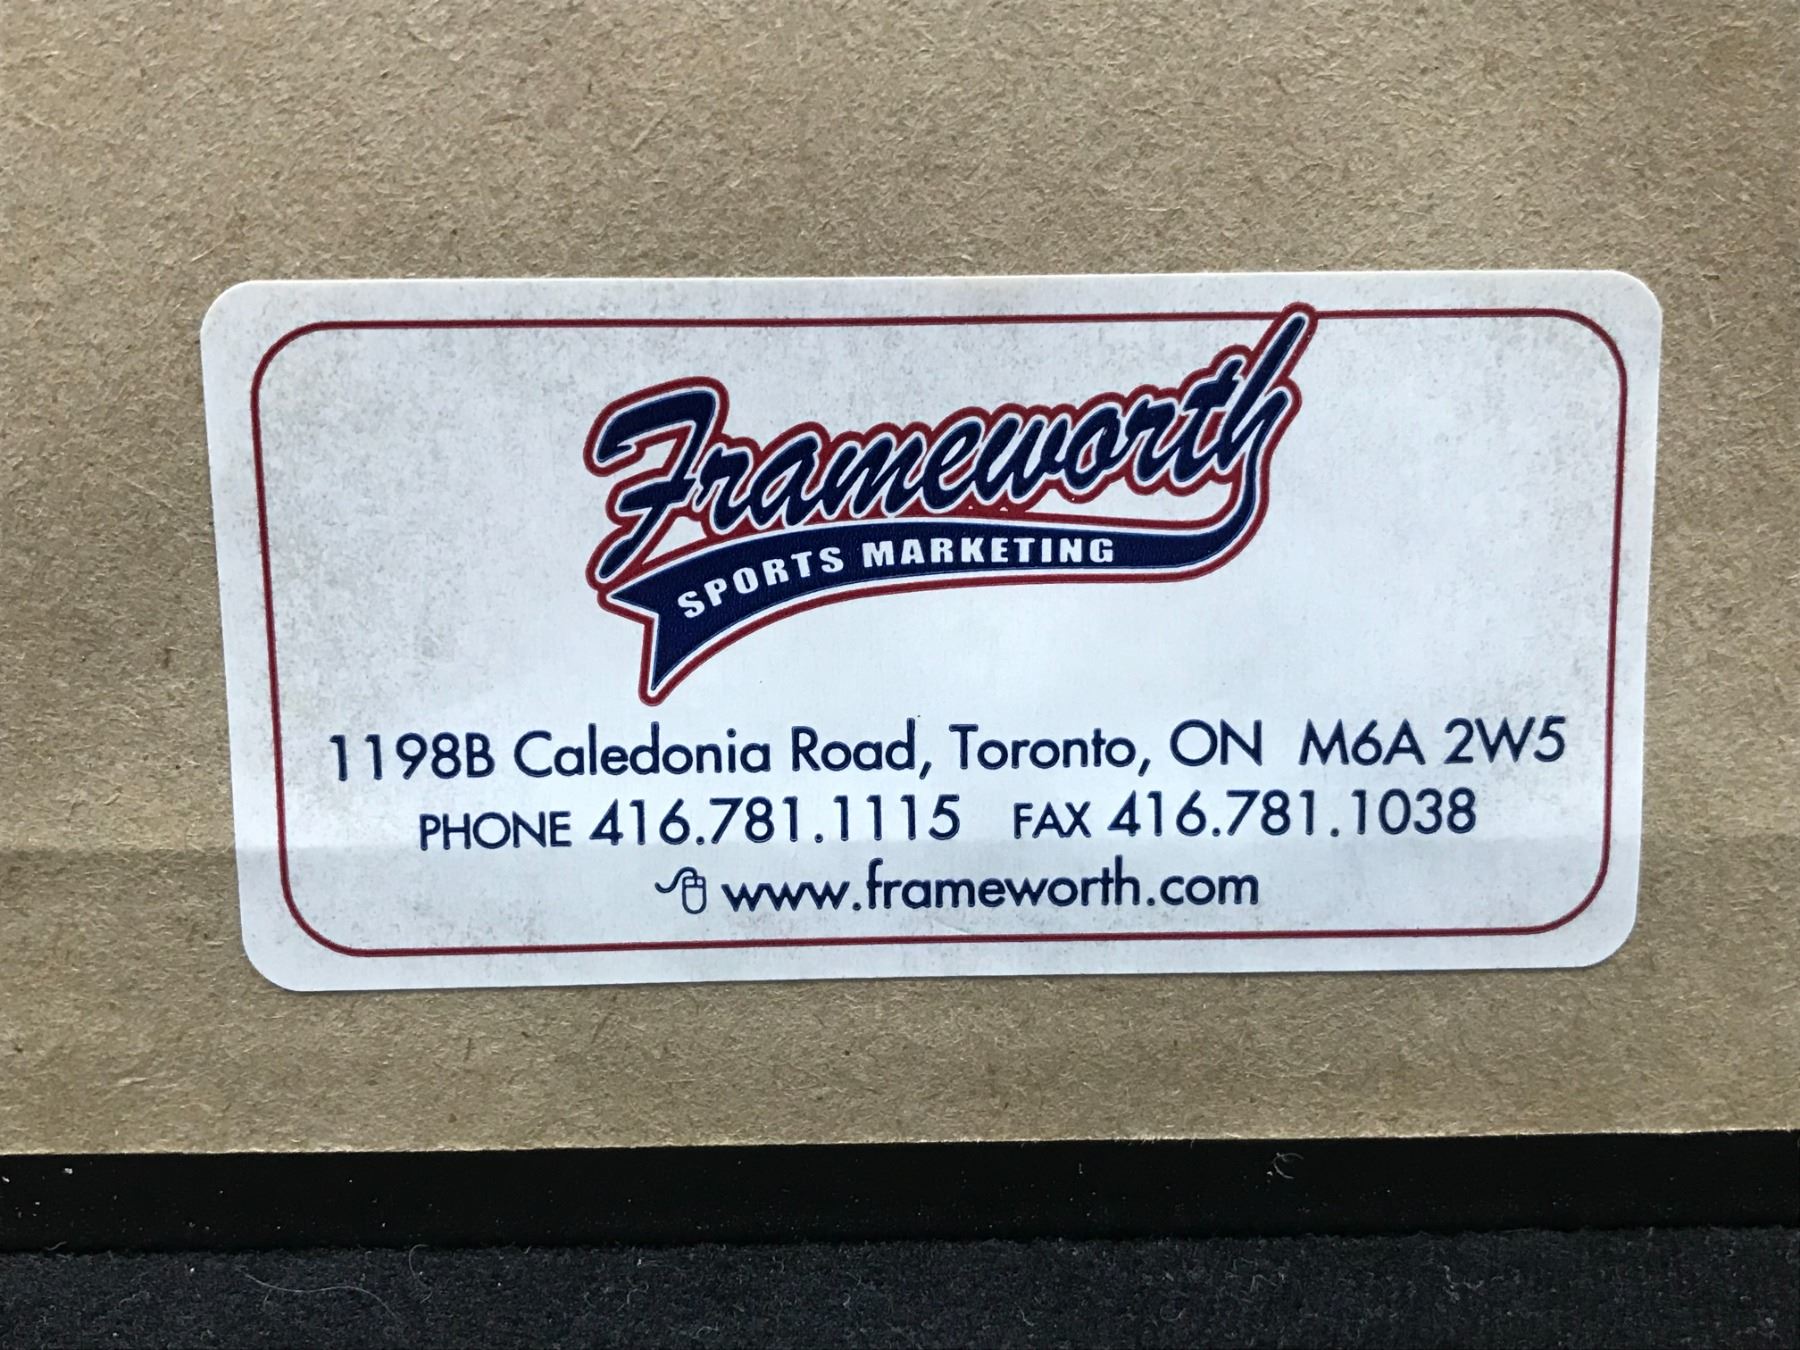 Frameworth
SPORTS MARKETING
1198B Caledonia Road, Toronto, ON M6A 2W5
PHONE 416.781.1115 FAX 416.781.1038
www.frameworth.com